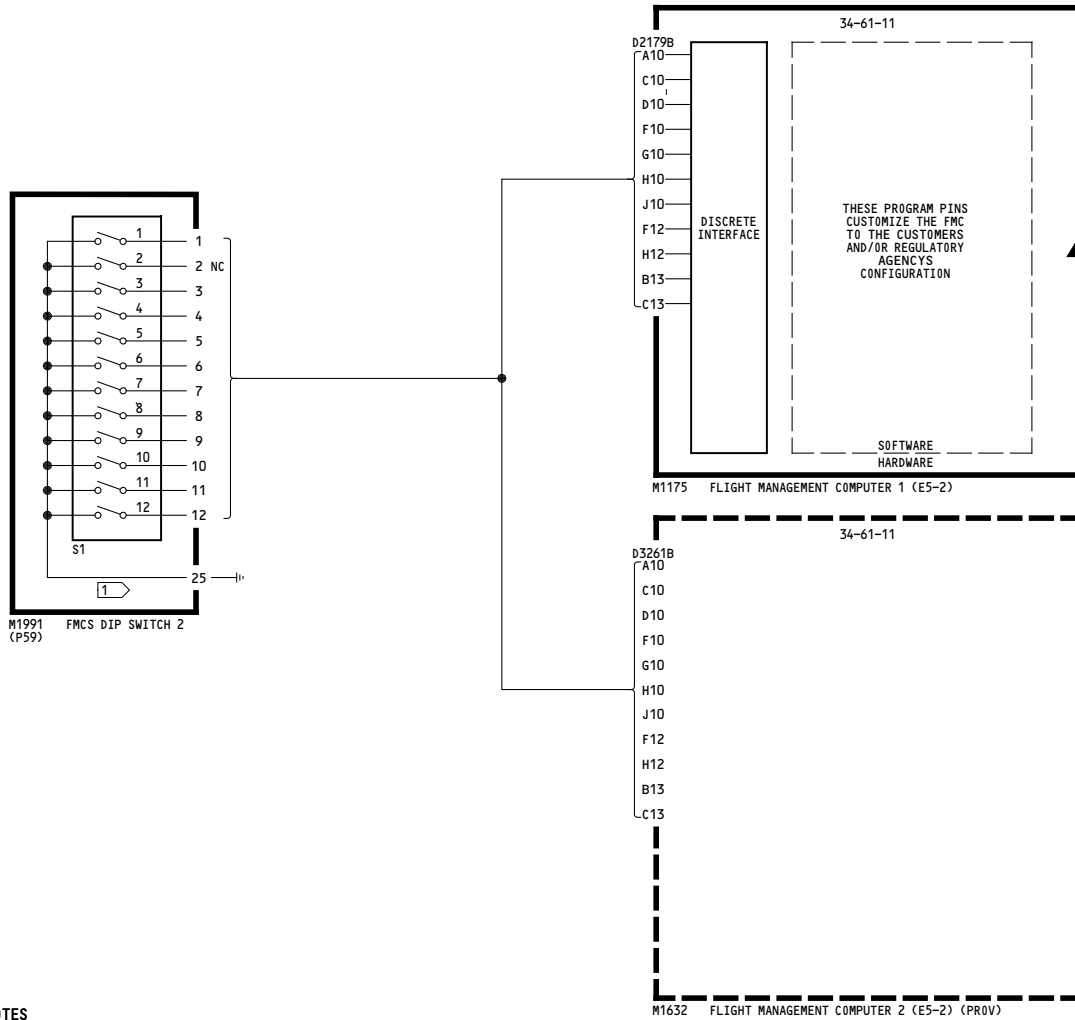 34-61-11
D2179B
A10
C10
D10
F10
G10
H10
J10
F12
H12
B13
C13
DISCRETE
INTERFACE
THESE PROGRAM PINS
CUSTOMIZE THE FMC
TO THE CUSTOMERS
AND/OR REGULATORY
AGENCYS
CONFIGURATION
SOFTWARE
HARDWARE
M1175 FLIGHT MANAGEMENT COMPUTER 1 (E5-2)
1 1
2 2 NC
3 3
4 4
5 5
6 6
7 7
8 8
9 9
10 10
11 11
12 12
S1
25
1
M1991 FMCS DIP SWITCH 2
(P59)
34-61-11
D3261B
A10
C10
D10
F10
G10
H10
J10
F12
H12
B13
C13
M1632 FLIGHT MANAGEMENT COMPUTER 2 (E5-2) (PROV)
OTES